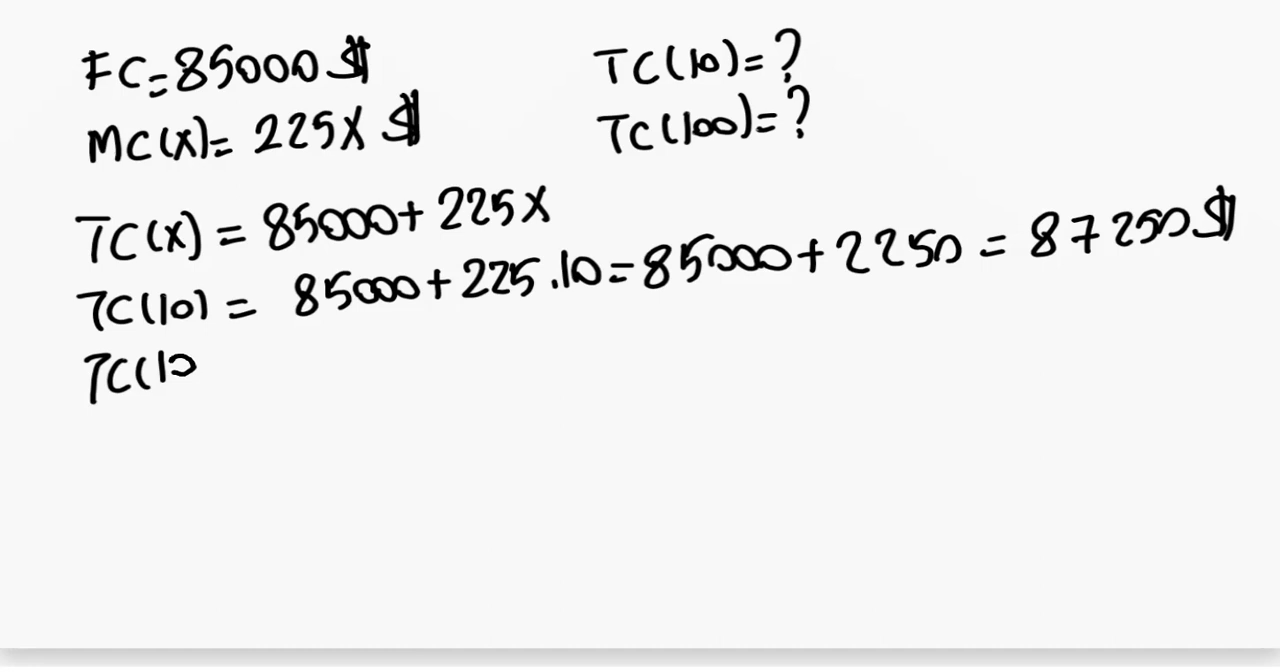 FC=85000$
TC(10)=?
MC(X)= 225X $
TC(100)=?
TC(X) = 85000+ 225X
TC(10) = 85000+225.10=85000+2250 = 87250$
TC(10